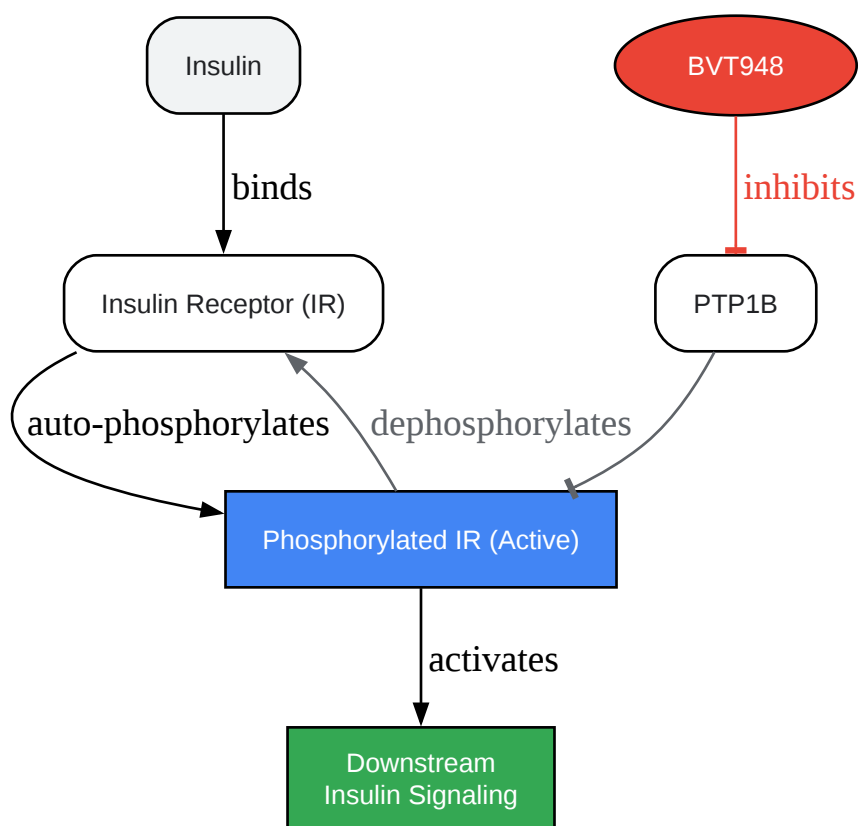 Insulin
BVT948
binds
inhibits
Insulin Receptor (IR)
PTP1B
auto-phosphorylates
dephosphorylates
Phosphorylated IR (Active)
activates
Downstream
Insulin Signaling